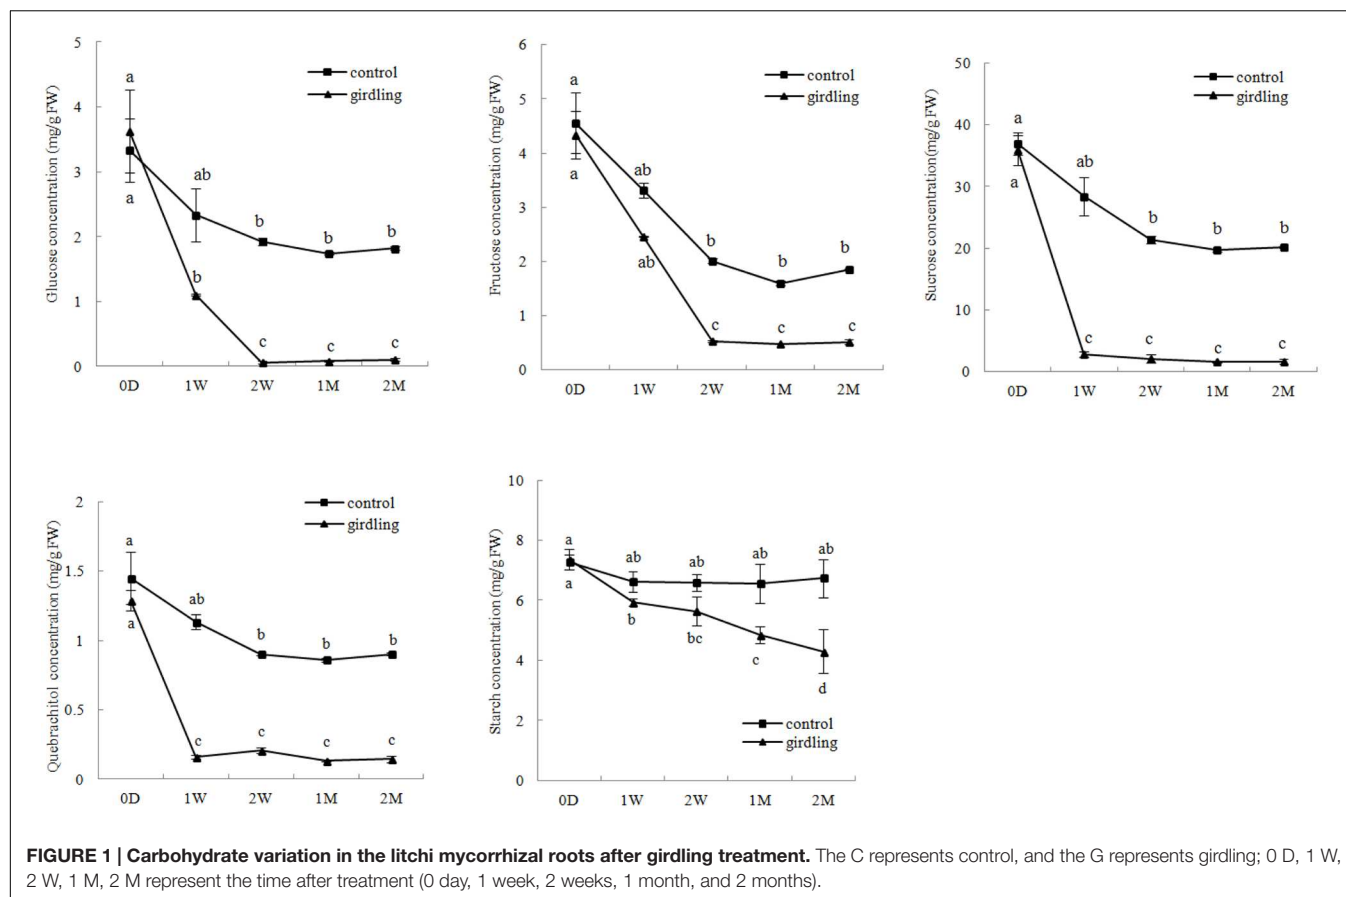 Glucose concentration (mg/g FW)
5
4
3
2
1
0
control
girdling
a
a
ab
b
b
b
b
c
c
c
0D 1W 2W 1M 2M
Fructose concentration (mg/g FW)
6
5
4
3
2
1
0
control
girdling
a
a
ab
ab
b
b
b
c
c
c
0D 1W 2W 1M 2M
Sucrose concentration(mg/g FW)
50
40
30
20
10
0
control
girdling
a
a
ab
b
b
b
c
c
c
c
0D 1W 2W 1M 2M
Quebrachitol concentration (mg/g FW)
2
1.5
1
0.5
0
control
girdling
a
a
ab
b
b
b
c
c
c
c
0D 1W 2W 1M 2M
Starch concentration (mg/g FW)
10
8
6
4
2
0
a
a
ab
ab
ab
ab
b
bc
c
d
control
girdling
0D 1W 2W 1M 2M
FIGURE 1 | Carbohydrate variation in the litchi mycorrhizal roots after girdling treatment. The C represents control, and the G represents girdling; 0 D, 1 W,
2 W, 1 M, 2 M represent the time after treatment (0 day, 1 week, 2 weeks, 1 month, and 2 months).